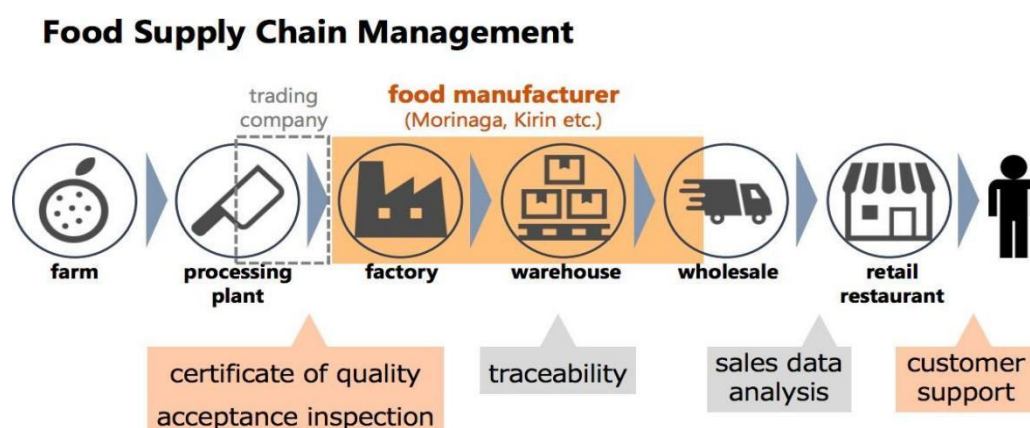 Food Supply Chain Management
trading
company
food manufacturer
(Morinaga, Kirin etc.)
farm
processing
plant
factory
warehouse
wholesale
retail
restaurant
certificate of quality
acceptance inspection
traceability
sales data
analysis
customer
support